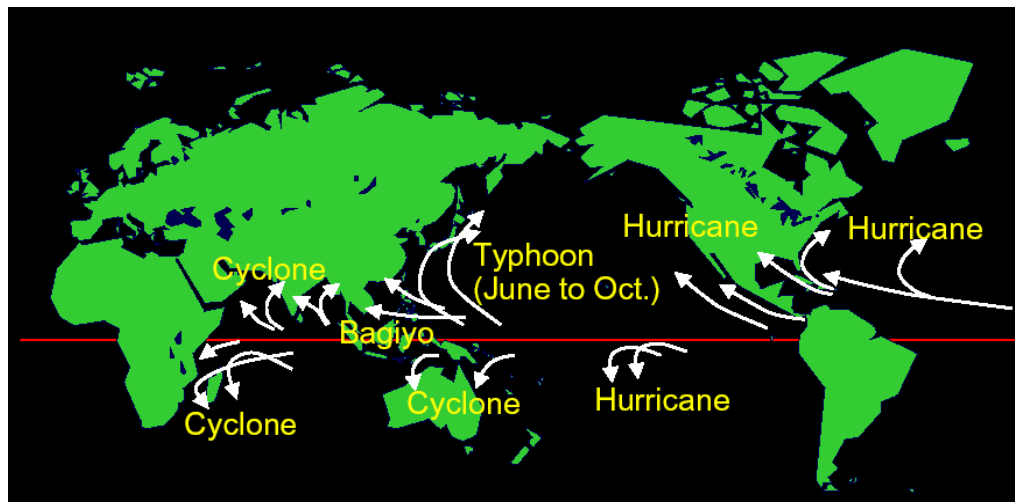 Hurricane
Hurricane
Typhoon
(June to Oct.)
Cyclone
Bagiyo
Cyclone
Hurricane
Cyclone